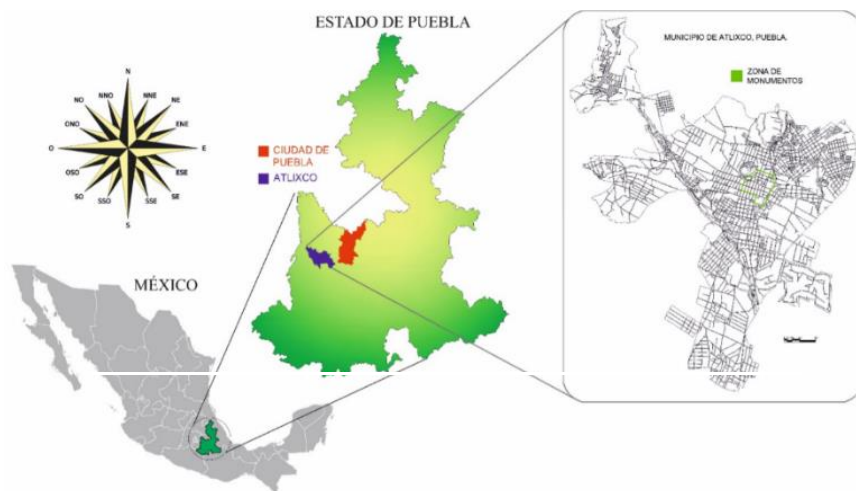 ESTADO DE PUEBLA
MUNICIPIO DE ATLIXCO, PUEBLA.
ZONA DE
MONUMENTOS
N
NNO
NNE
NO
NE
ONO
ENE
O
E
OSO
ESE
SO
SE
SSO
SSE
S
CIUDAD DE
PUEBLA
ATLIXCO
MÉXICO